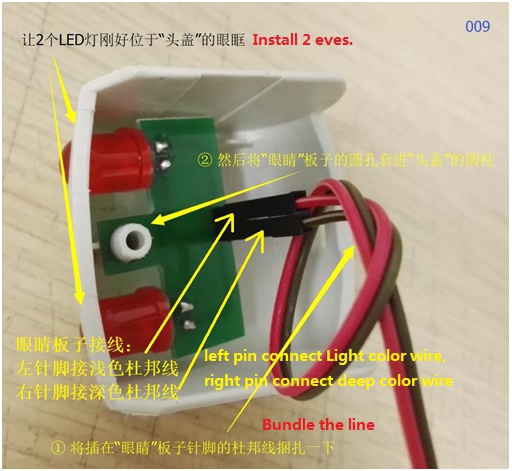 009
让2个LED灯刚好位于“头盖”的眼眶 Install 2 eyes.
② 然后将“眼睛”板子的圆孔套进“头盖”的圆柱
眼睛板子接线：
左针脚接浅色杜邦线
右针脚接深色杜邦线
left pin connect Light color wire,
right pin connect deep color wire
Bundle the line
① 将插在“眼睛”板子针脚的杜邦线捆扎一下